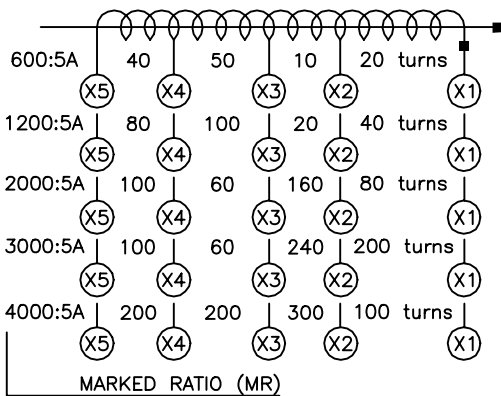 600:5A 40 50 10 20 turns
X5 X4 X3 X2 X1
1200:5A 80 100 20 40 turns
X5 X4 X3 X2 X1
2000:5A 100 60 160 80 turns
X5 X4 X3 X2 X1
3000:5A 100 60 240 200 turns
X5 X4 X3 X2 X1
4000:5A 200 200 300 100 turns
X5 X4 X3 X2 X1
MARKED RATIO (MR)